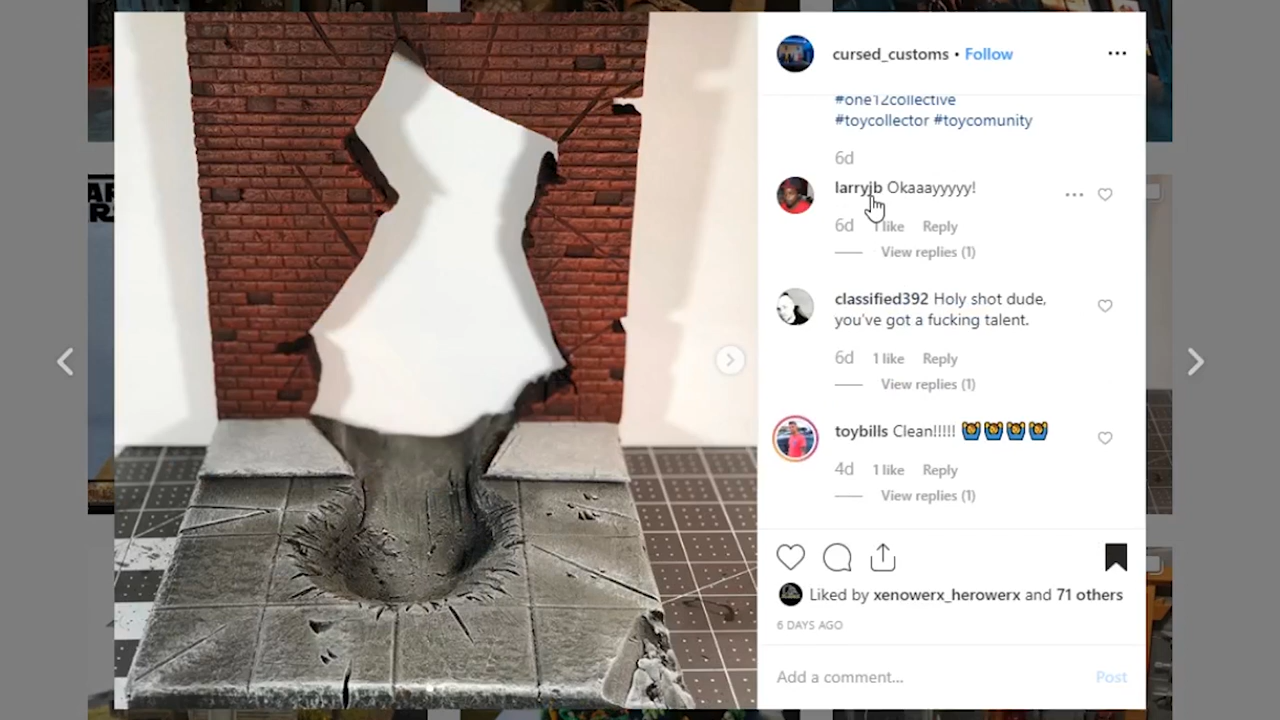 cursed_customs • Follow
#one12collective
#toycollector #toycomunity
6d
larryjb Okaaayyyyy!
6d 1 like Reply
View replies (1)
classified392 Holy shot dude,
you've got a fucking talent.
6d 1 like Reply
View replies (1)
toybills Clean!!!!! 🙆‍♂️🙆‍♂️🙆‍♂️🙆‍♂️
4d 1 like Reply
View replies (1)
Liked by xenowerx_herowerx and 71 others
6 DAYS AGO
Add a comment... Post